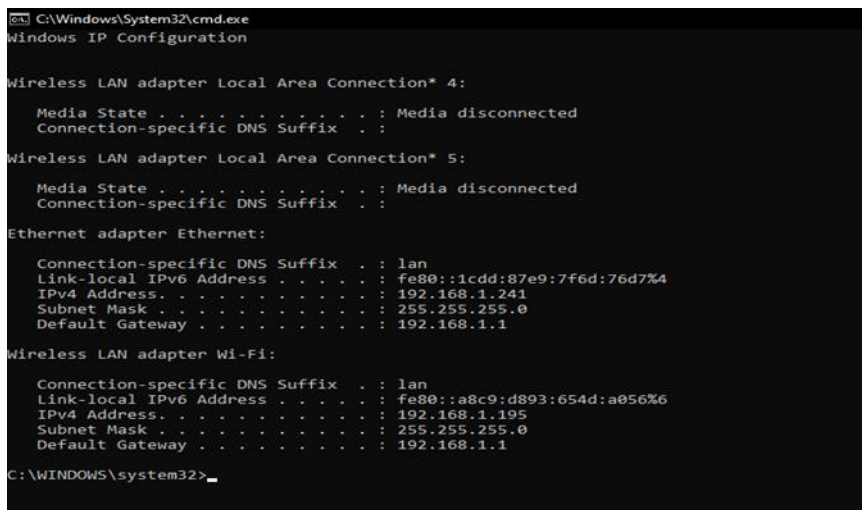 C:\Windows\System32\cmd.exe
Windows IP Configuration
Wireless LAN adapter Local Area Connection* 4:
Media State . . . . . . . . . . . : Media disconnected
Connection-specific DNS Suffix . :
Wireless LAN adapter Local Area Connection* 5:
Media State . . . . . . . . . . . : Media disconnected
Connection-specific DNS Suffix . :
Ethernet adapter Ethernet:
Connection-specific DNS Suffix . : lan
Link-local IPv6 Address . . . . . : fe80::1cdd:87e9:7f6d:76d7%4
IPv4 Address. . . . . . . . . . . : 192.168.1.241
Subnet Mask . . . . . . . . . . . : 255.255.255.0
Default Gateway . . . . . . . . . : 192.168.1.1
Wireless LAN adapter Wi-Fi:
Connection-specific DNS Suffix . : lan
Link-local IPv6 Address . . . . . : fe80::a8c9:d893:654d:a056%6
IPv4 Address. . . . . . . . . . . : 192.168.1.195
Subnet Mask . . . . . . . . . . . : 255.255.255.0
Default Gateway . . . . . . . . . : 192.168.1.1
C:\WINDOWS\system32>